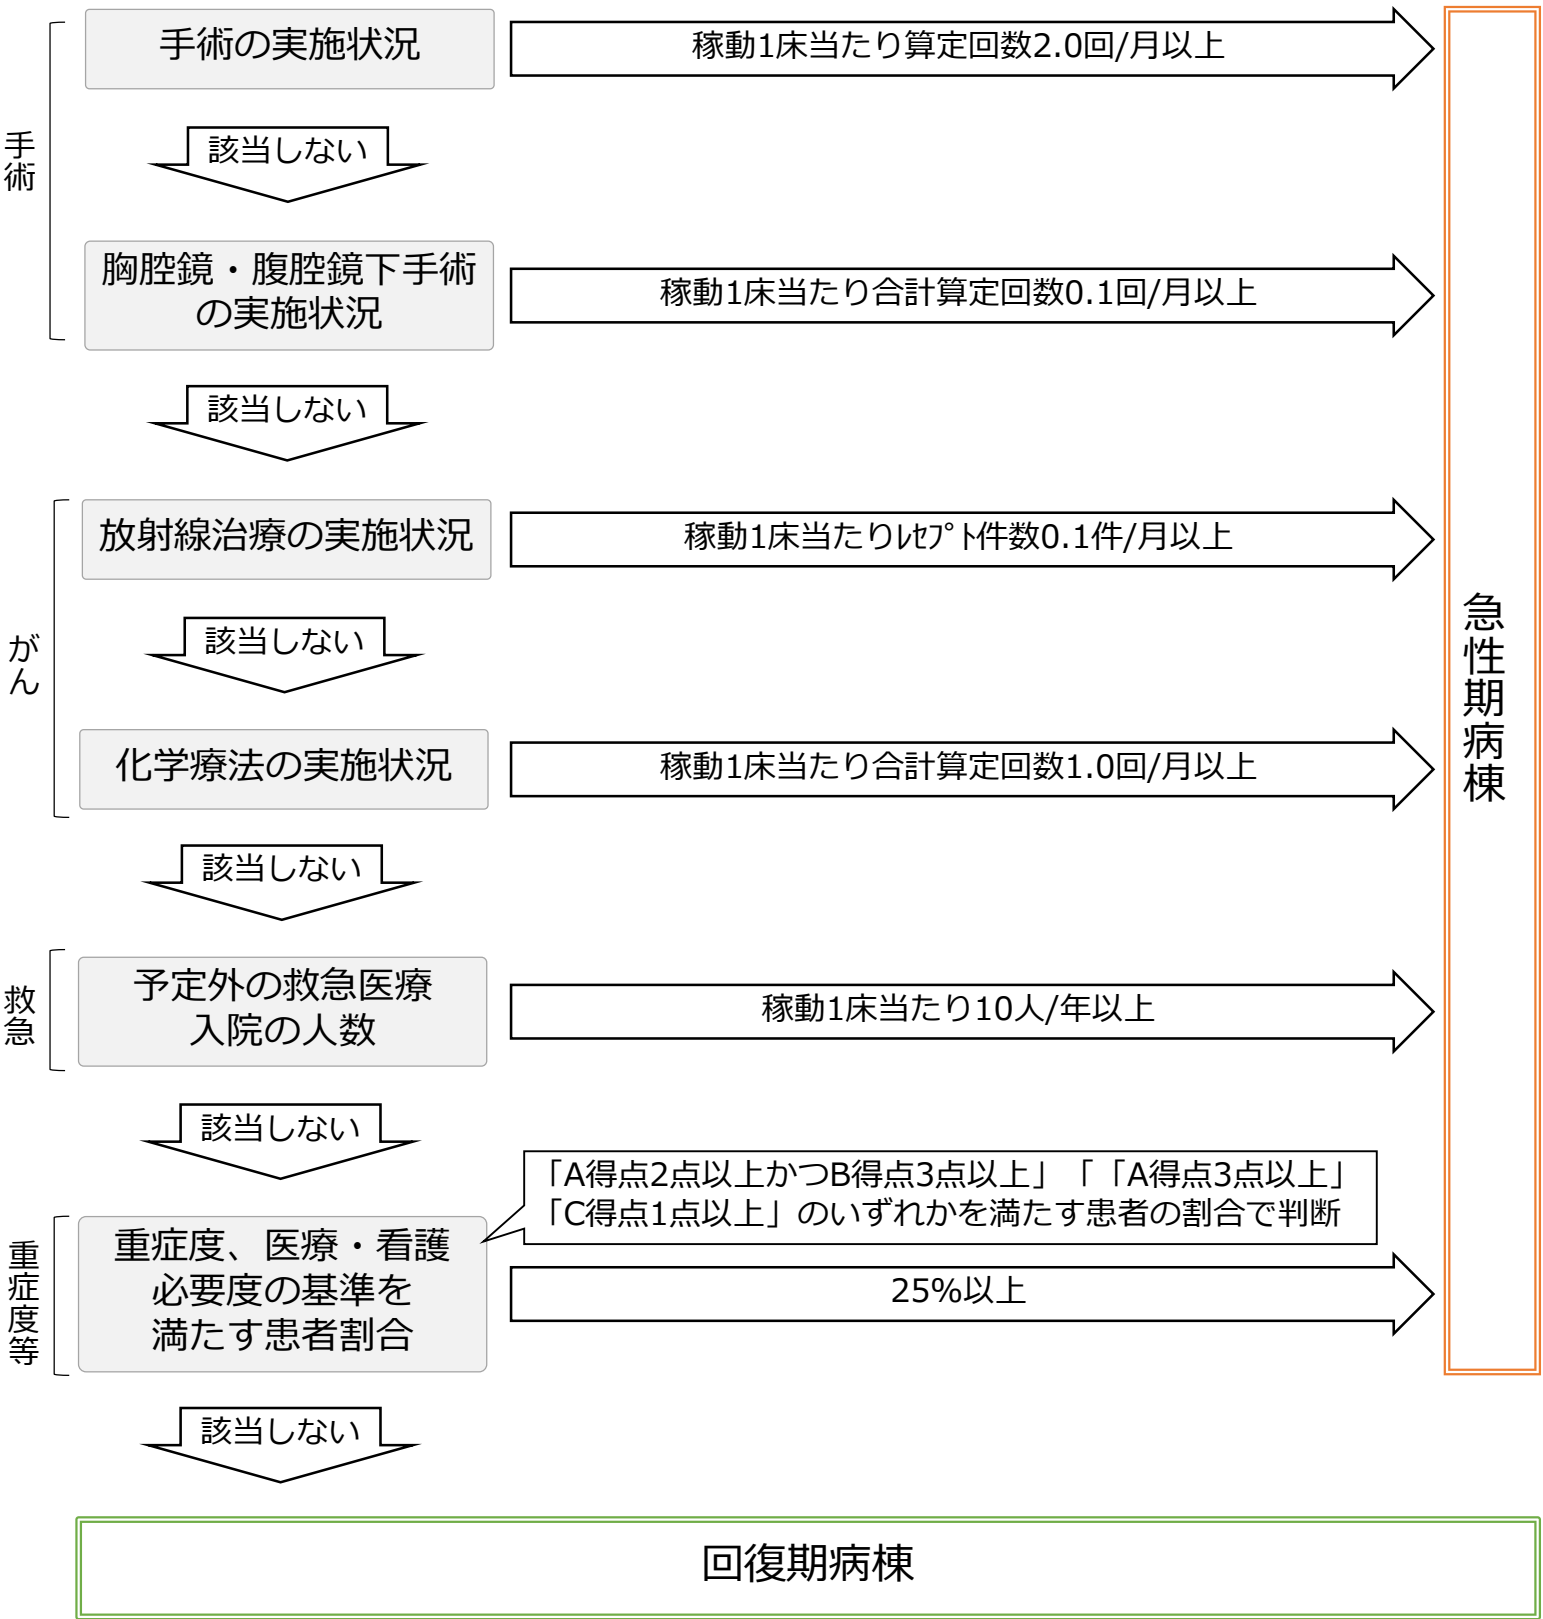 手術
手術の実施状況
稼動1床当たり算定回数2.0回/月以上
該当しない
胸腔鏡・腹腔鏡下手術
の実施状況
稼動1床当たり合計算定回数0.1回/月以上
該当しない
がん
放射線治療の実施状況
稼動1床当たりﾚｾﾌﾟﾄ件数0.1件/月以上
該当しない
化学療法の実施状況
稼動1床当たり合計算定回数1.0回/月以上
該当しない
救急
予定外の救急医療
入院の人数
稼動1床当たり10人/年以上
該当しない
「A得点2点以上かつB得点3点以上」「「A得点3点以上」
「C得点1点以上」のいずれかを満たす患者の割合で判断
重症度等
重症度、医療・看護
必要度の基準を
満たす患者割合
25%以上
該当しない
急性期病棟
回復期病棟